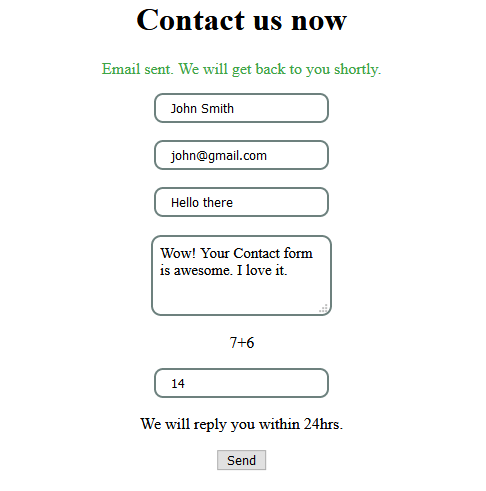 Contact us now
Email sent. We will get back to you shortly.
John Smith
john@gmail.com
Hello there
Wow! Your Contact form
is awesome. I love it.
7+6
14
We will reply you within 24hrs.
Send